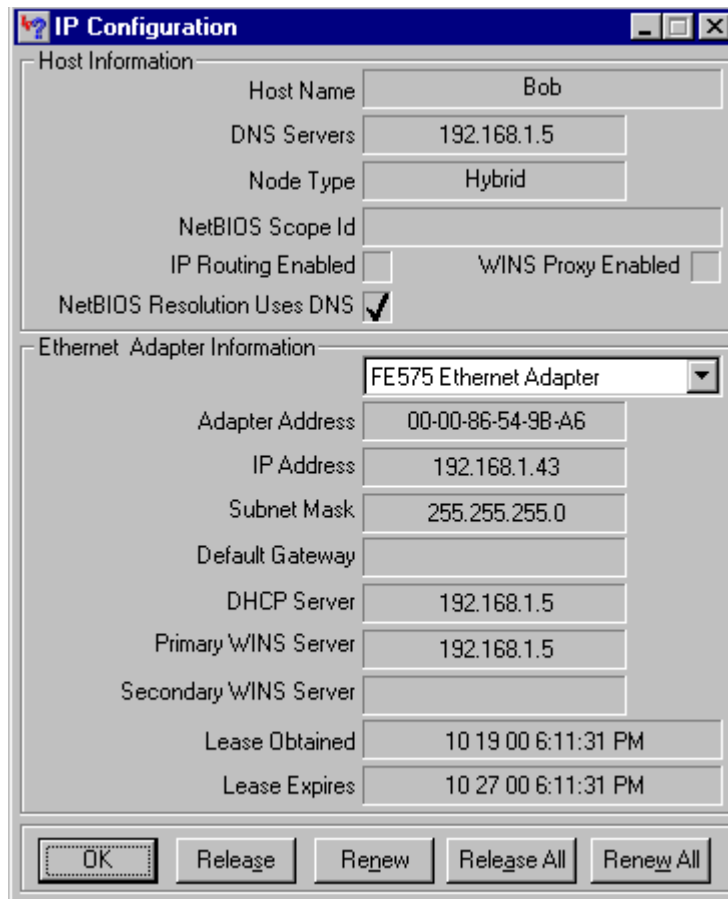 IP Configuration
Host Information
Host Name Bob
DNS Servers 192.168.1.5
Node Type Hybrid
NetBIOS Scope Id
IP Routing Enabled WINS Proxy Enabled
NetBIOS Resolution Uses DNS
Ethernet Adapter Information
FE575 Ethernet Adapter
Adapter Address 00-00-86-54-9B-A6
IP Address 192.168.1.43
Subnet Mask 255.255.255.0
Default Gateway
DHCP Server 192.168.1.5
Primary WINS Server 192.168.1.5
Secondary WINS Server
Lease Obtained 10 19 00 6:11:31 PM
Lease Expires 10 27 00 6:11:31 PM
OK Release Renew Release All Renew All